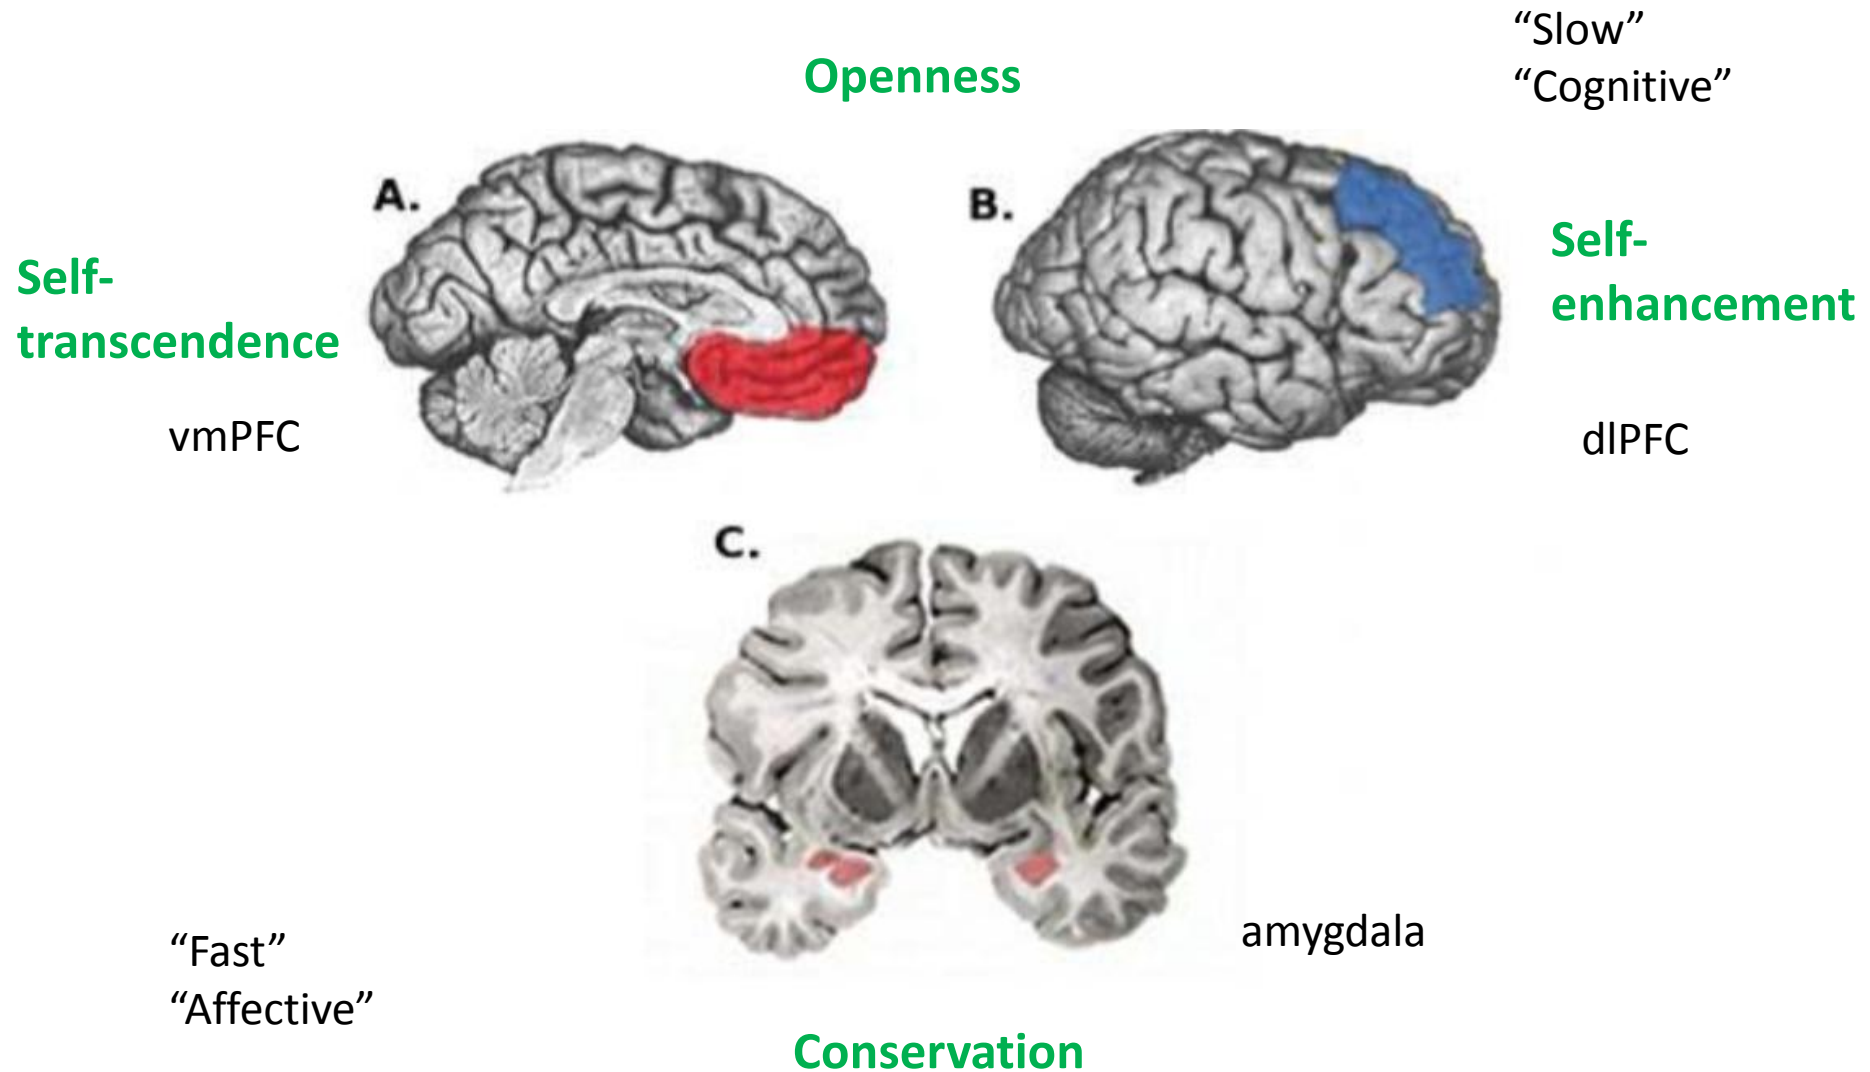 “Slow”
“Cognitive”
Openness
A.
B.
Self-
transcendence
Self-
enhancement
vmPFC
dlPFC
C.
amygdala
“Fast”
“Affective”
Conservation